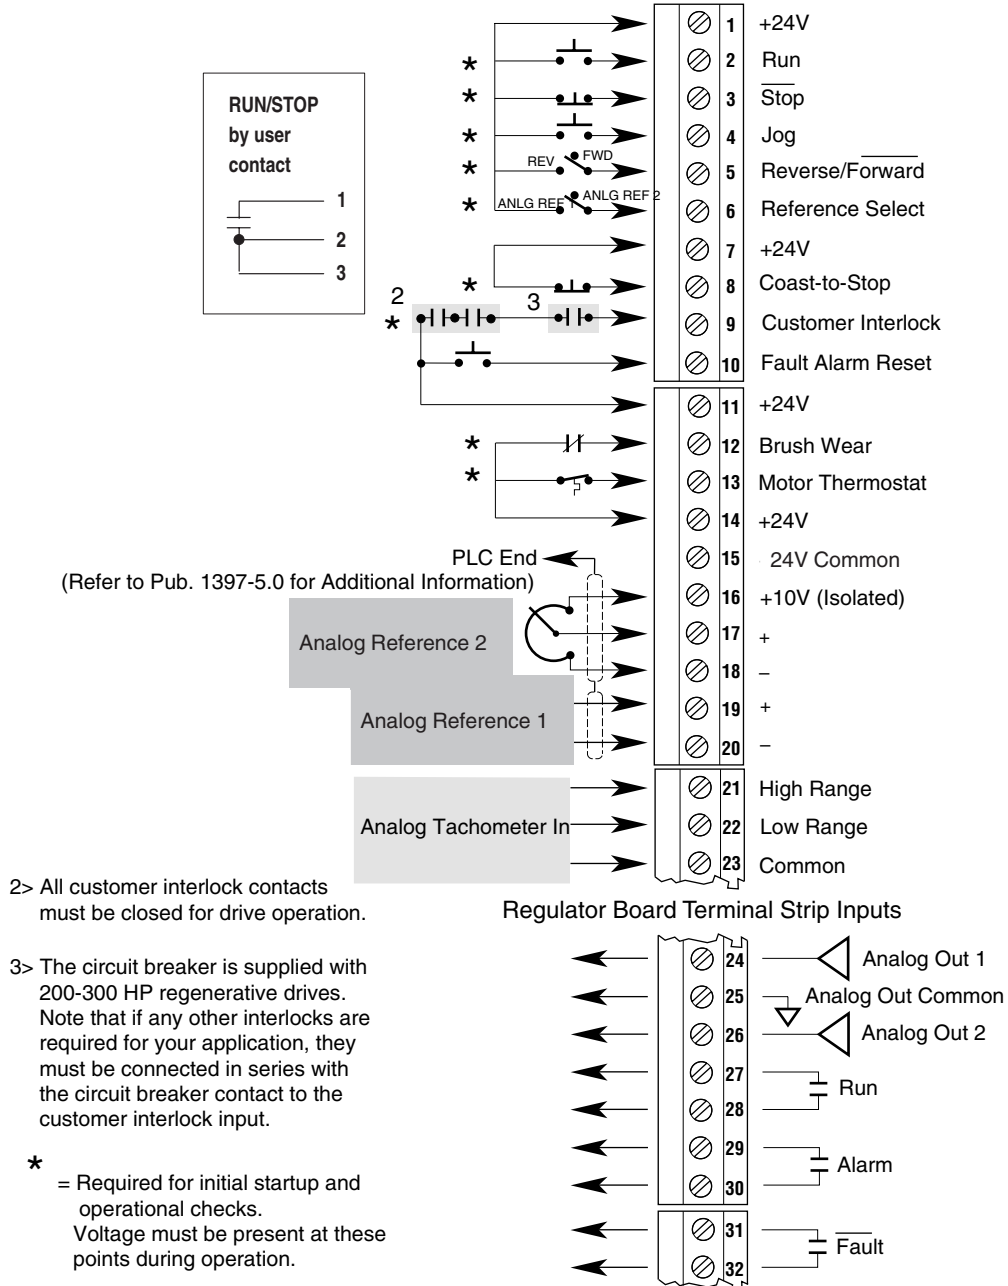 RUN/STOP
by user
contact
1
2
3
* 
*
*
*
*
REV FWD
ANLG REF 1 ANLG REF 2
1 +24V
2 Run
3 Stop
4 Jog
5 Reverse/Forward
6 Reference Select
7 +24V
* 8 Coast-to-Stop
2 * 3 9 Customer Interlock
10 Fault Alarm Reset
11 +24V
* 12 Brush Wear
* 13 Motor Thermostat
14 +24V
PLC End 15 24V Common
(Refer to Pub. 1397-5.0 for Additional Information)
16 +10V (Isolated)
Analog Reference 2
17 +
18 –
Analog Reference 1
19 +
20 –
21 High Range
Analog Tachometer In 22 Low Range
23 Common
Regulator Board Terminal Strip Inputs
2> All customer interlock contacts
must be closed for drive operation.
3> The circuit breaker is supplied with
200-300 HP regenerative drives.
Note that if any other interlocks are
required for your application, they
must be connected in series with
the circuit breaker contact to the
customer interlock input.
*
= Required for initial startup and
operational checks.
Voltage must be present at these
points during operation.
24 Analog Out 1
25 Analog Out Common
26 Analog Out 2
27
Run
28
29
Alarm
30
31
Fault
32